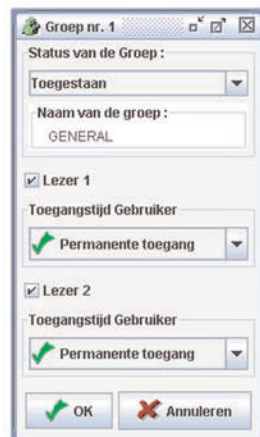 Groep nr. 1
Status van de Groep :
Toegestaan
Naam van de groep :
GENERAL
Lezer 1
Toegangstijd Gebruiker
Permanente toegang
Lezer 2
Toegangstijd Gebruiker
Permanente toegang
OK Annuleren